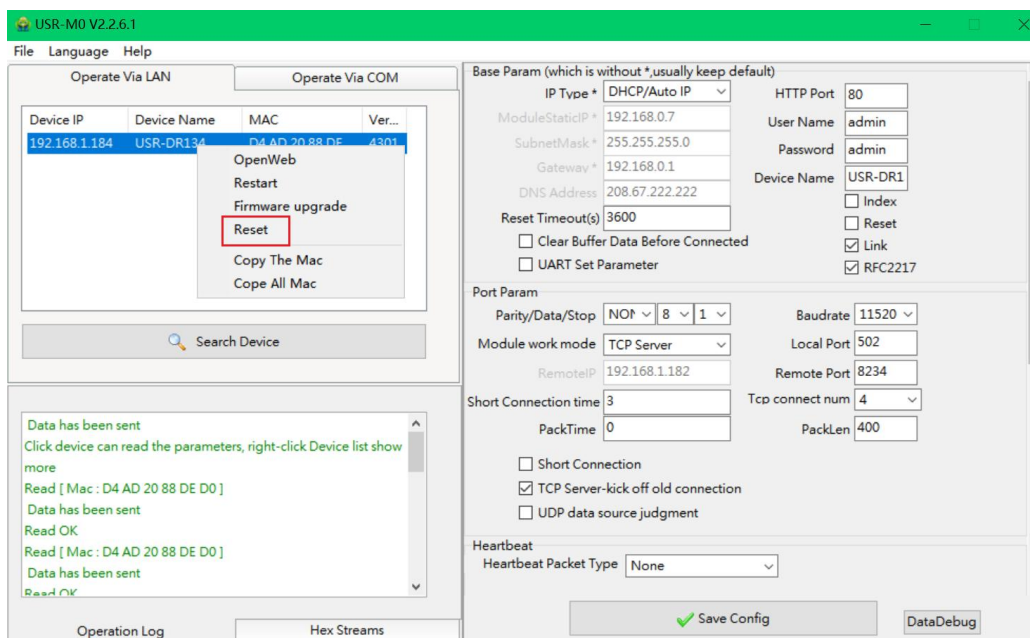 USR-M0 V2.2.6.1
File Language Help
Operate Via LAN
Operate Via COM
Device IP Device Name MAC Ver...
192.168.1.184 USR-DR134 D4 AD 20 88 DE 4301
OpenWeb
Restart
Firmware upgrade
Reset
Copy The Mac
Cope All Mac
Search Device
Data has been sent
Click device can read the parameters, right-click Device list show
more
Read [ Mac : D4 AD 20 88 DE D0 ]
Data has been sent
Read OK
Read [ Mac : D4 AD 20 88 DE D0 ]
Data has been sent
Read OK
Operation Log
Hex Streams
Base Param (which is without *,usually keep default)
IP Type * DHCP/Auto IP
HTTP Port 80
ModuleStaticIP * 192.168.0.7
User Name admin
SubnetMask * 255.255.255.0
Password admin
Gateway * 192.168.0.1
Device Name USR-DR1
DNS Address 208.67.222.222
Index
Reset Timeout(s) 3600
Reset
Clear Buffer Data Before Connected
Link
UART Set Parameter
RFC2217
Port Param
Parity/Data/Stop NON 8 1
Baudrate 11520
Module work mode TCP Server
Local Port 502
RemoteIP 192.168.1.182
Remote Port 8234
Short Connection time 3
Tcp connect num 4
PackTime 0
PackLen 400
Short Connection
TCP Server-kick off old connection
UDP data source judgment
Heartbeat
Heartbeat Packet Type None
Save Config
DataDebug